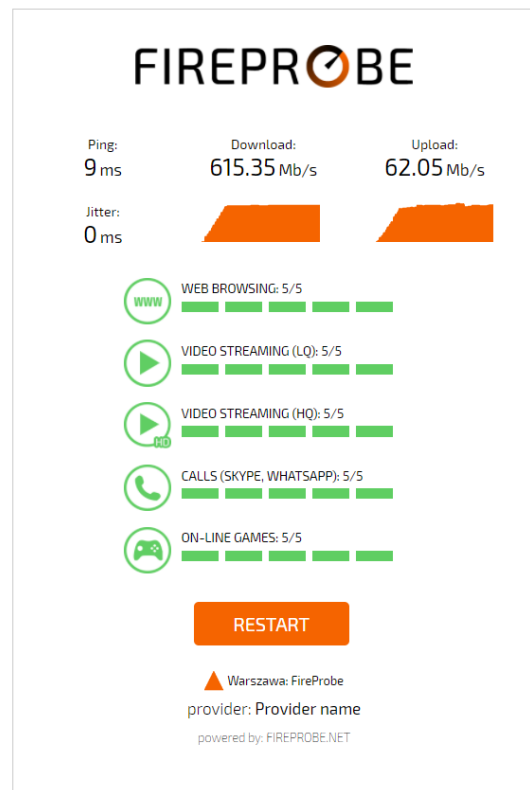 FIREPROBE
Ping:
9 ms
Download:
615.35 Mb/s
Upload:
62.05 Mb/s
Jitter:
0 ms
WWW
WEB BROWSING: 5/5
VIDEO STREAMING (LQ): 5/5
VIDEO STREAMING (HQ): 5/5
HD
CALLS (SKYPE, WHATSAPP): 5/5
ON-LINE GAMES: 5/5
RESTART
Warszawa: FireProbe
provider: Provider name
powered by: FIREPROBE.NET